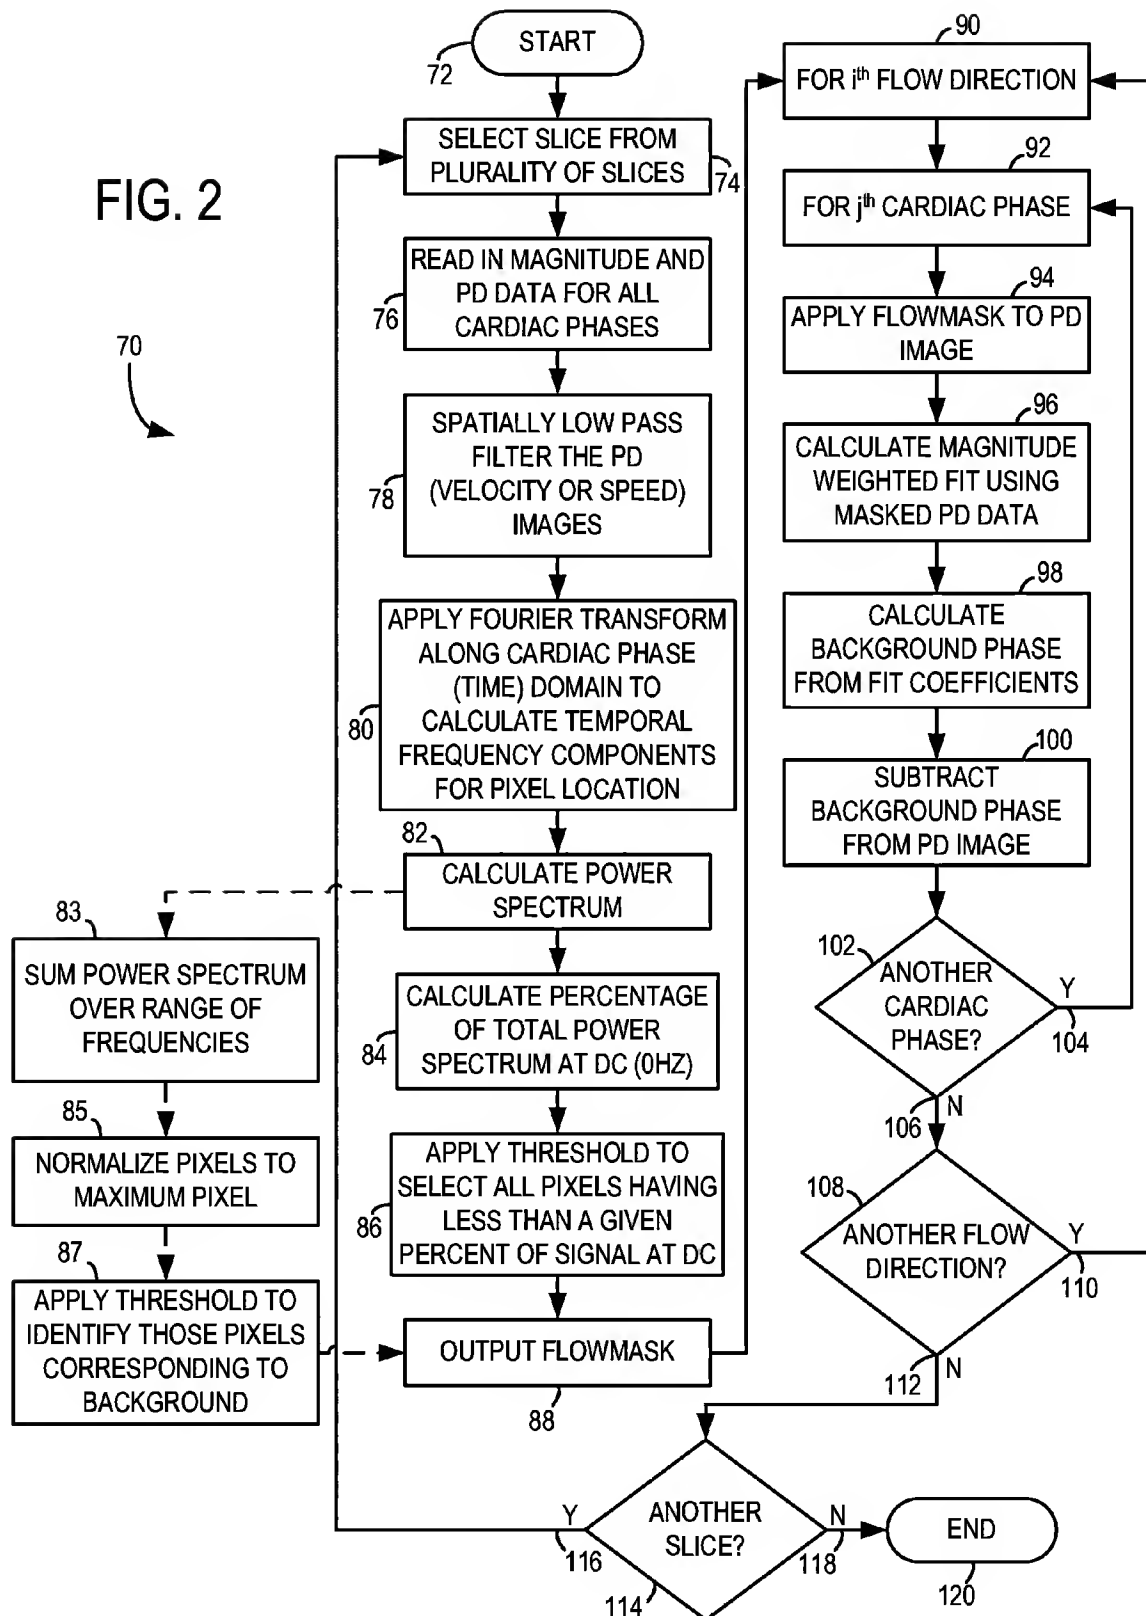 FIG. 2
70
START
72
SELECT SLICE FROM
PLURALITY OF SLICES
74
READ IN MAGNITUDE AND
PD DATA FOR ALL
CARDIAC PHASES
76
SPATIALLY LOW PASS
FILTER THE PD
(VELOCITY OR SPEED)
IMAGES
78
APPLY FOURIER TRANSFORM
ALONG CARDIAC PHASE
(TIME) DOMAIN TO
CALCULATE TEMPORAL
FREQUENCY COMPONENTS
FOR PIXEL LOCATION
80
82
CALCULATE POWER
SPECTRUM
83
SUM POWER SPECTRUM
OVER RANGE OF
FREQUENCIES
85
NORMALIZE PIXELS TO
MAXIMUM PIXEL
87
APPLY THRESHOLD TO
IDENTIFY THOSE PIXELS
CORRESPONDING TO
BACKGROUND
CALCULATE PERCENTAGE
OF TOTAL POWER
SPECTRUM AT DC (0HZ)
84
APPLY THRESHOLD TO
SELECT ALL PIXELS HAVING
LESS THAN A GIVEN
PERCENT OF SIGNAL AT DC
86
OUTPUT FLOWMASK
88
90
FOR ith FLOW DIRECTION
92
FOR jth CARDIAC PHASE
94
APPLY FLOWMASK TO PD
IMAGE
96
CALCULATE MAGNITUDE
WEIGHTED FIT USING
MASKED PD DATA
98
CALCULATE
BACKGROUND PHASE
FROM FIT COEFFICIENTS
100
SUBTRACT
BACKGROUND PHASE
FROM PD IMAGE
102
ANOTHER
CARDIAC
PHASE?
Y
104
106
N
108
ANOTHER FLOW
DIRECTION?
Y
110
112
N
ANOTHER
SLICE?
114
Y
116
N
118
END
120